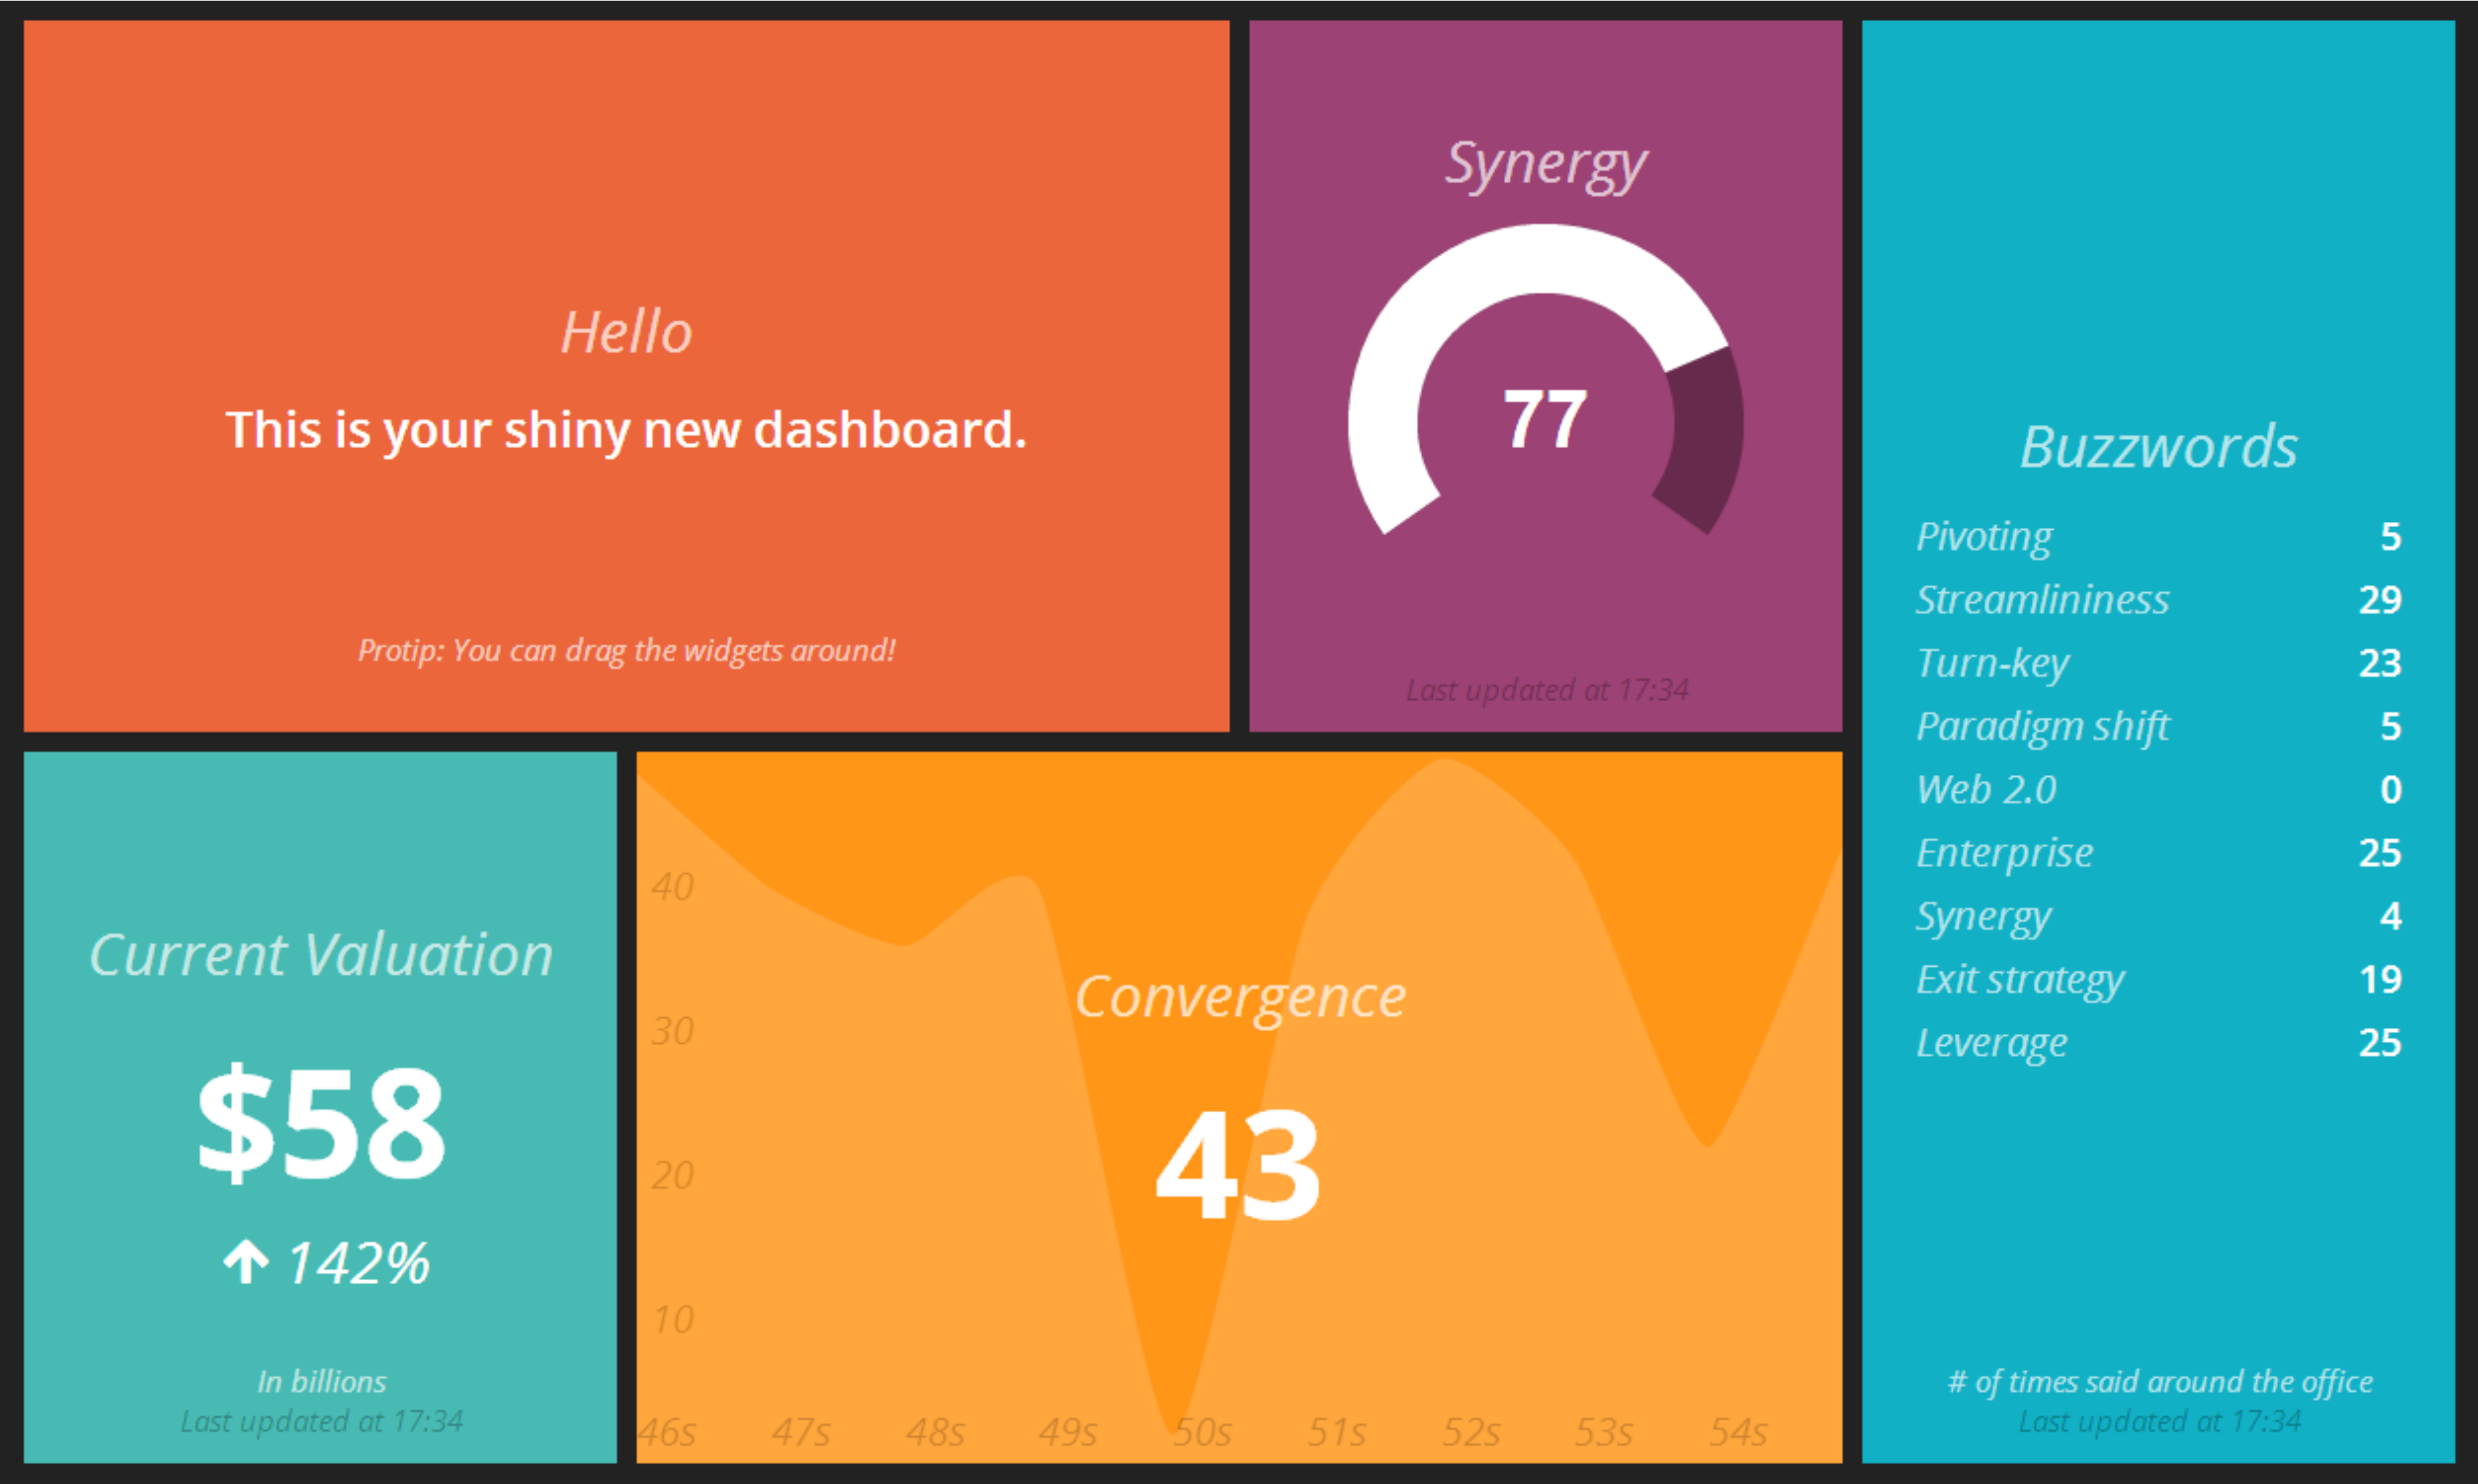 Hello
This is your shiny new dashboard.
Protip: You can drag the widgets around!
Synergy
77
Last updated at 17:34
Buzzwords
Pivoting 5
Streamlininess 29
Turn-key 23
Paradigm shift 5
Web 2.0 0
Enterprise 25
Synergy 4
Exit strategy 19
Leverage 25
# of times said around the office
Last updated at 17:34
Current Valuation
$58
142%
In billions
Last updated at 17:34
Convergence
43
40
30
20
10
46s 47s 48s 49s 50s 51s 52s 53s 54s